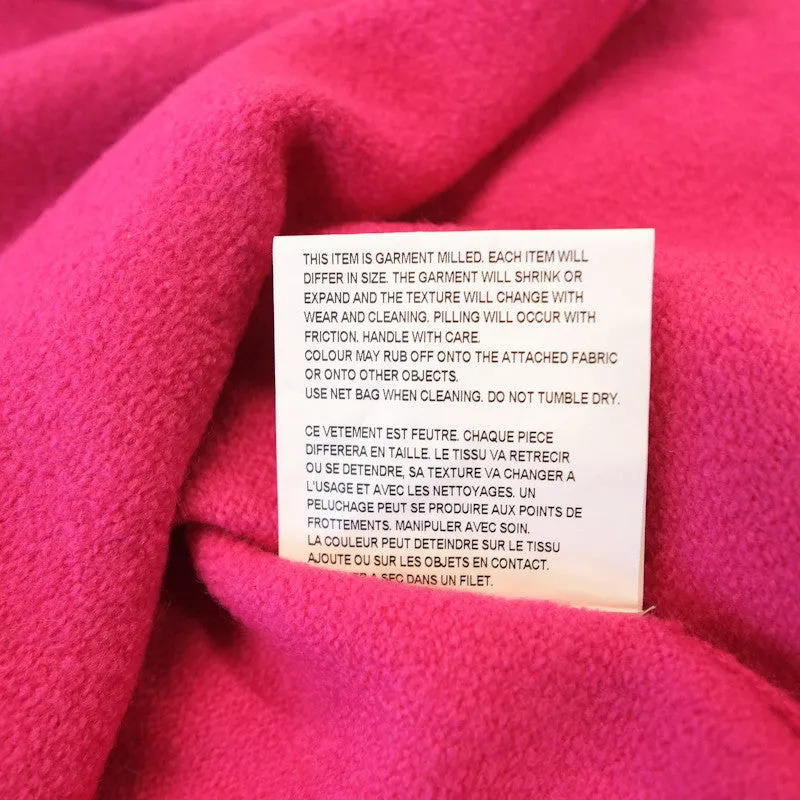 THIS ITEM IS GARMENT MILLED. EACH ITEM WILL
DIFFER IN SIZE. THE GARMENT WILL SHRINK OR
EXPAND AND THE TEXTURE WILL CHANGE WITH
WEAR AND CLEANING. PILLING WILL OCCUR WITH
FRICTION. HANDLE WITH CARE.
COLOUR MAY RUB OFF ONTO THE ATTACHED FABRIC
OR ONTO OTHER OBJECTS.
USE NET BAG WHEN CLEANING. DO NOT TUMBLE DRY.
CE VETEMENT EST FEUTRE. CHAQUE PIECE
DIFFERERA EN TAILLE. LE TISSU VA RETRECIR
OU SE DETENDRE, SA TEXTURE VA CHANGER A
L'USAGE ET AVEC LES NETTOYAGES. UN
PELUCHAGE PEUT SE PRODUIRE AUX POINTS DE
FROTTEMENTS. MANIPULER AVEC SOIN.
LA COULEUR PEUT DETEINDRE SUR LE TISSU
AJOUTE OU SUR LES OBJETS EN CONTACT.
A SEC DANS UN FILET.